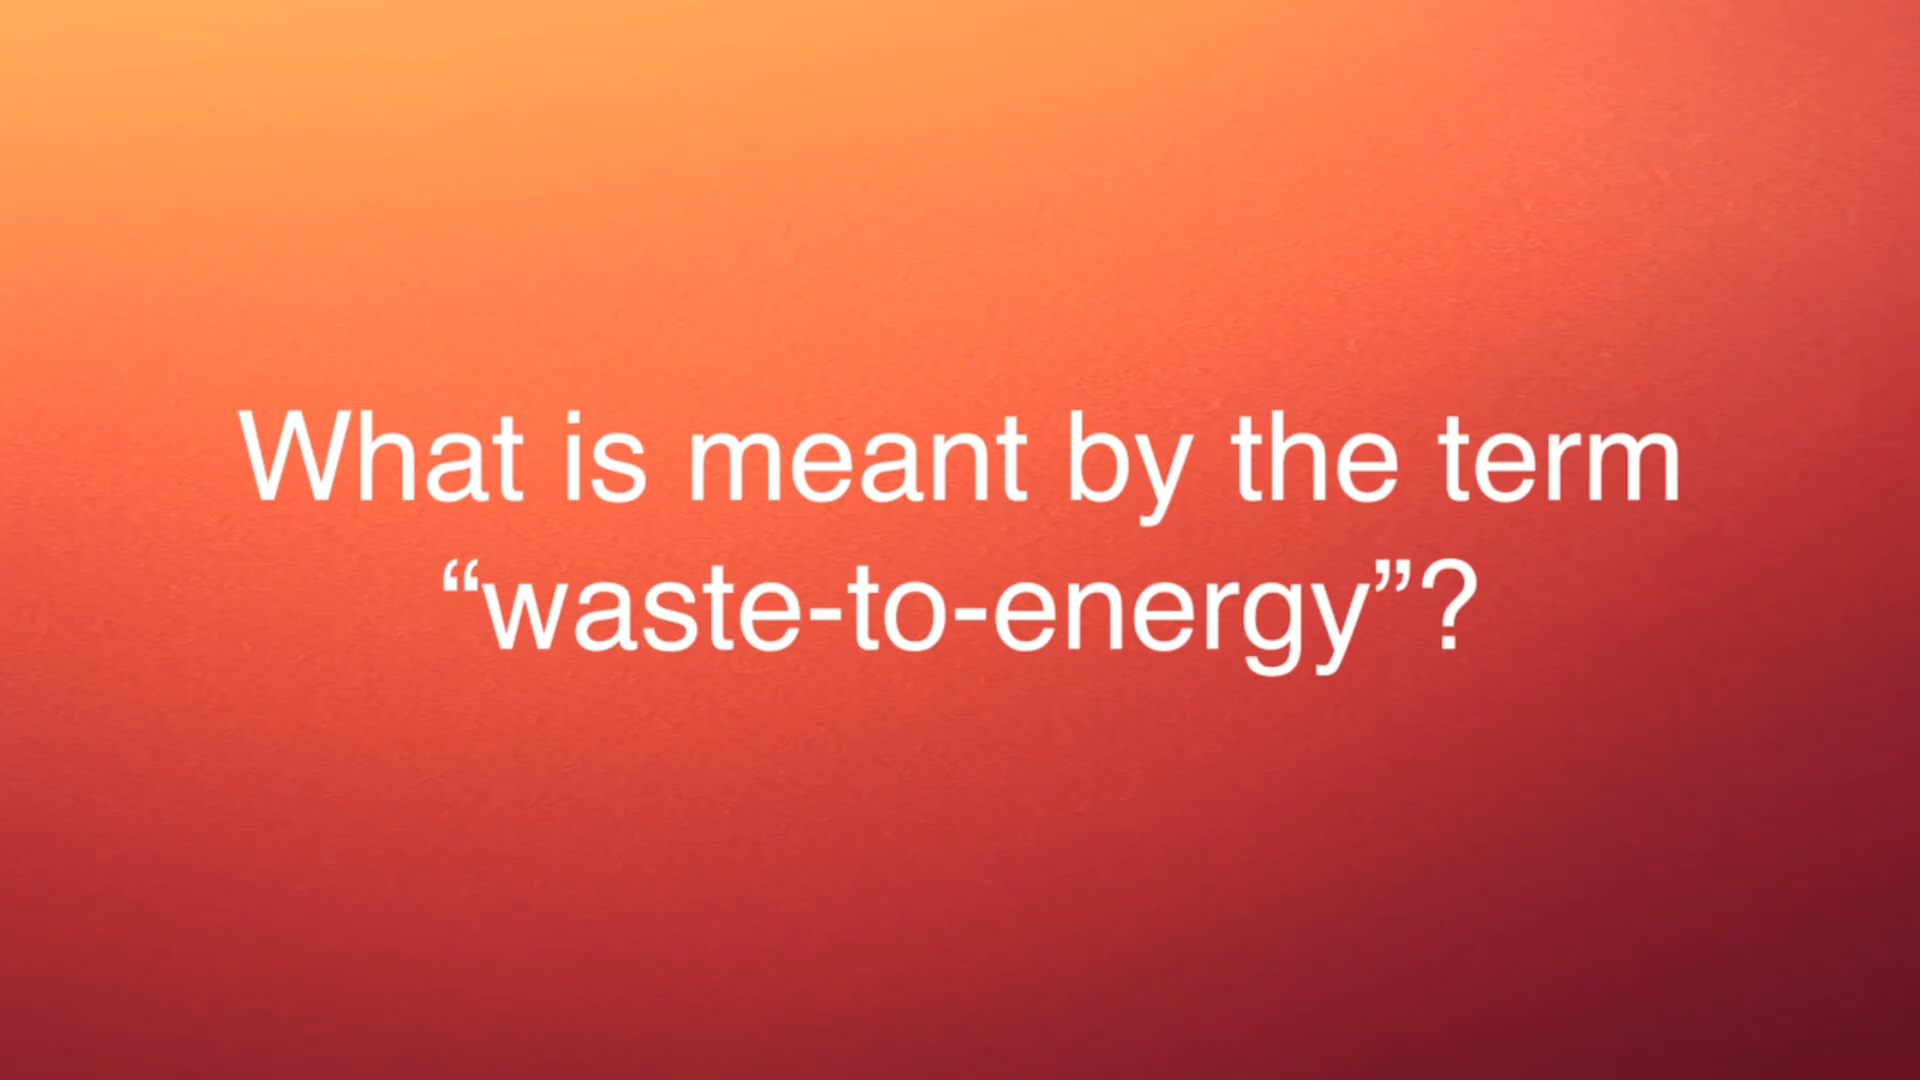 What is meant by the term
“waste-to-energy”?